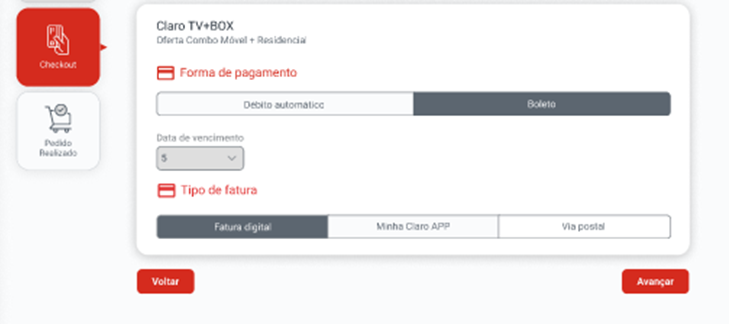 Claro TV+BOX
Oferta Combo Móvel + Residencial
Checkout
Forma de pagamento
Débito automático
Boleto
Pedido
Realizado
Data de vencimento
5
Tipo de fatura
Fatura digital
Minha Claro APP
Via postal
Voltar
Avançar